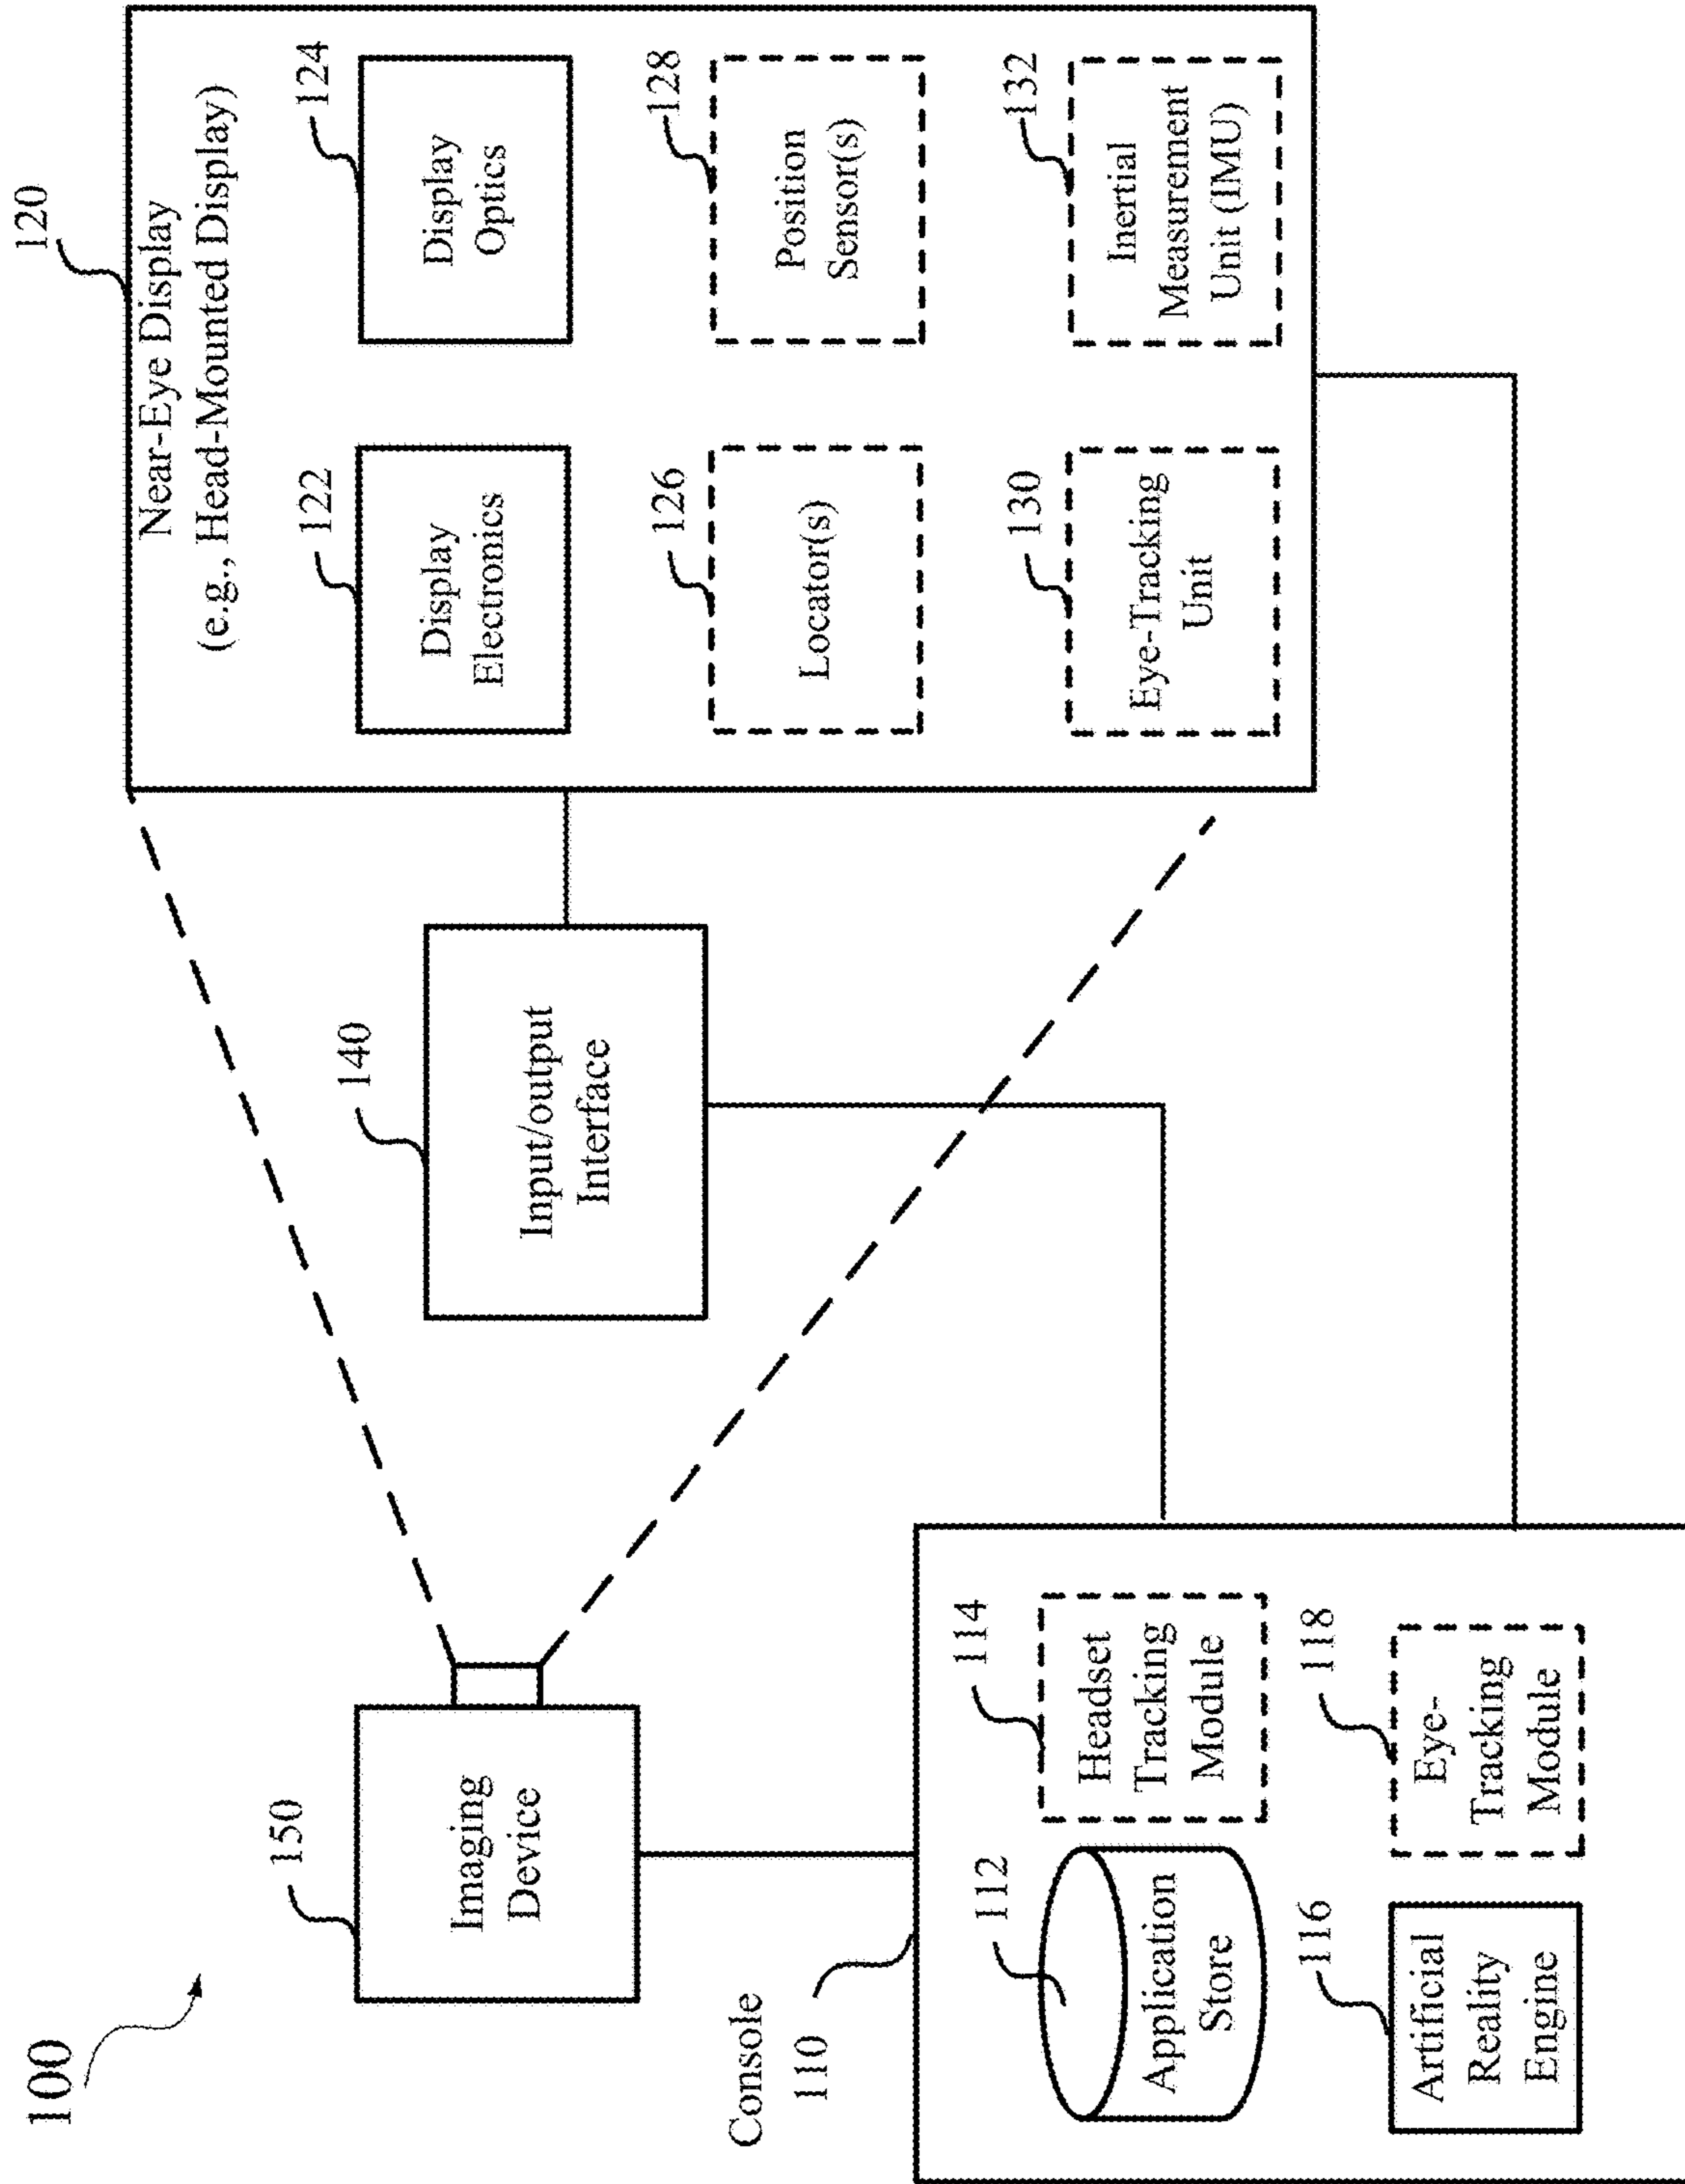 100
120
Near-Eye Display
(e.g., Head-Mounted Display)
122
Display
Electronics
124
Display
Optics
126
Locator(s)
128
Position
Sensor(s)
130
Eye-Tracking
Unit
132
Inertial
Measurement
Unit (IMU)
140
Input/output
Interface
150
Imaging
Device
Console
110
112
Application
Store
114
Headset
Tracking
Module
116
Artificial
Reality
Engine
118
Eye-
Tracking
Module